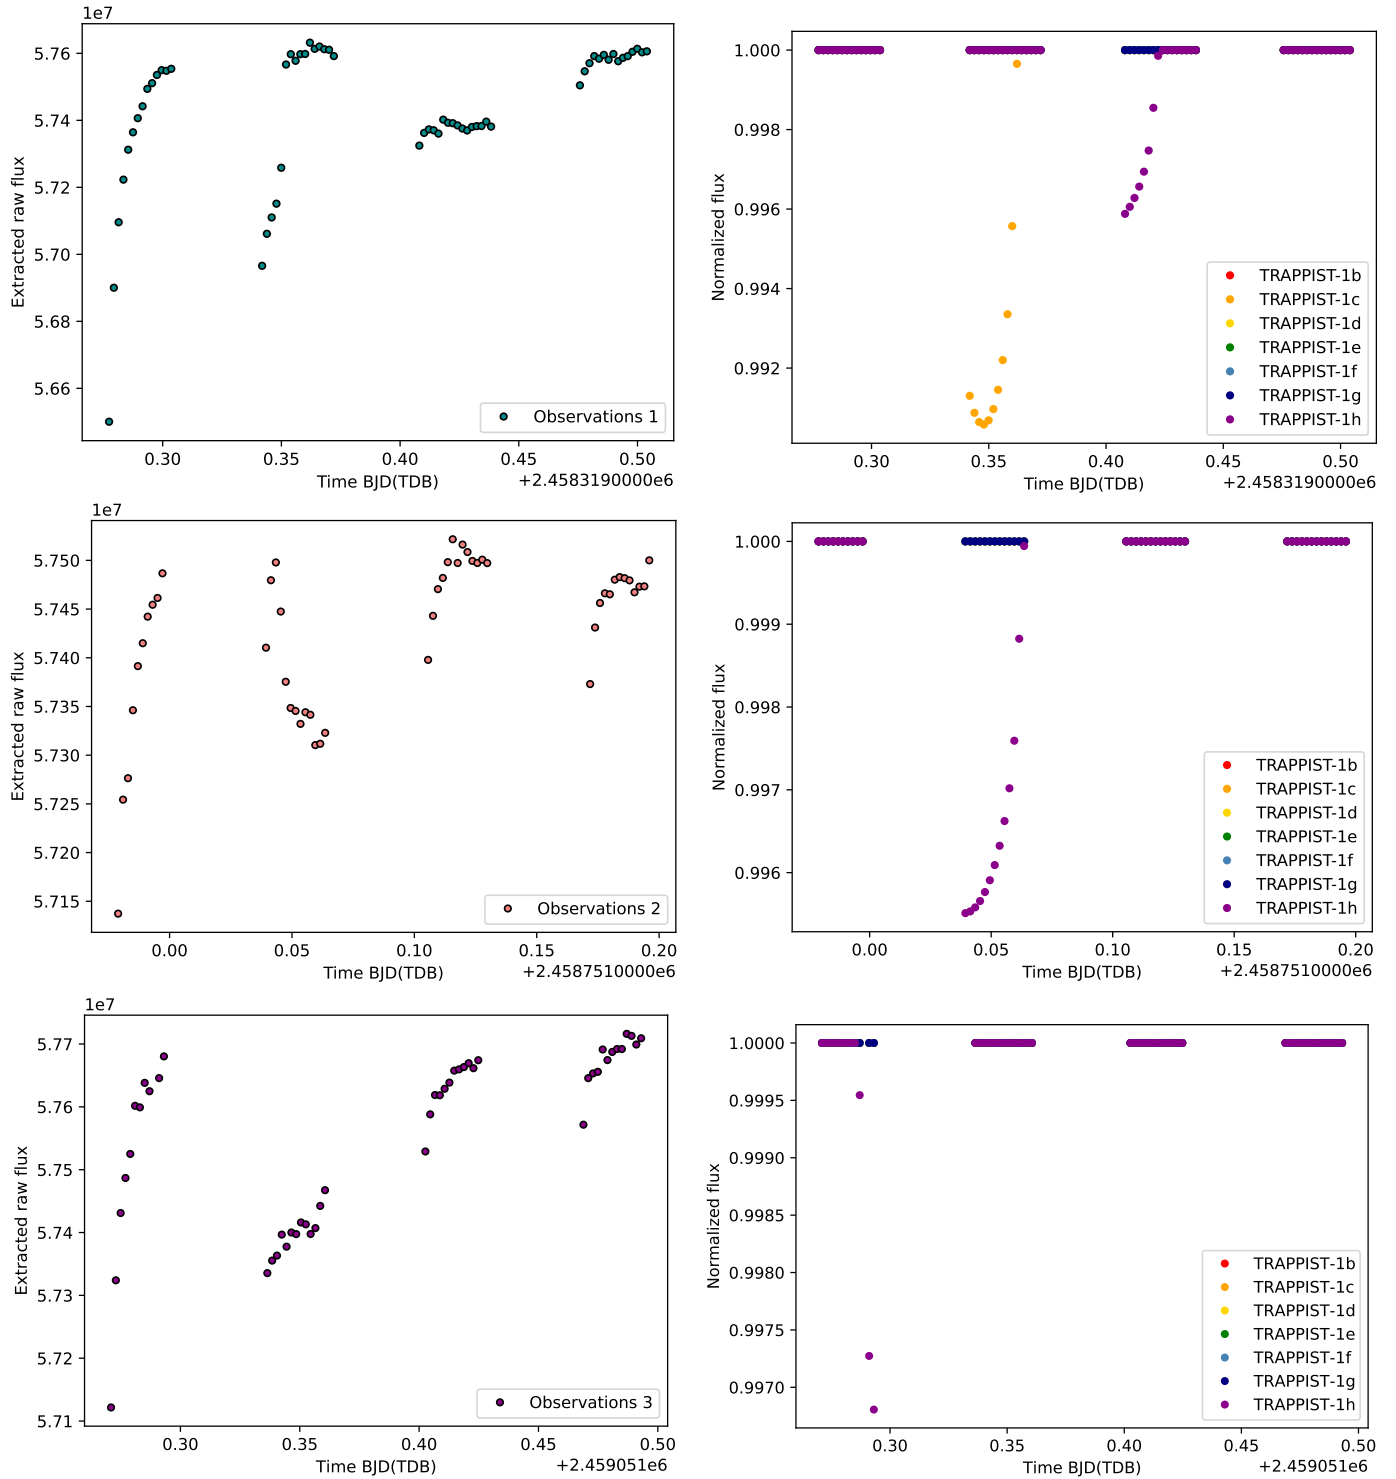 1e7
Extracted raw flux
5.76
5.74
5.72
5.70
5.68
5.66
Observations 1
0.30 0.35 0.40 0.45 0.50
Time BJD(TDB)
+2.4583190000e6
Normalized flux
1.000
0.998
0.996
0.994
0.992
TRAPPIST-1b
TRAPPIST-1c
TRAPPIST-1d
TRAPPIST-1e
TRAPPIST-1f
TRAPPIST-1g
TRAPPIST-1h
0.30 0.35 0.40 0.45 0.50
Time BJD(TDB)
+2.4583190000e6
1e7
Extracted raw flux
5.750
5.745
5.740
5.735
5.730
5.725
5.720
5.715
Observations 2
0.00 0.05 0.10 0.15 0.20
Time BJD(TDB)
+2.4587510000e6
Normalized flux
1.000
0.999
0.998
0.997
0.996
TRAPPIST-1b
TRAPPIST-1c
TRAPPIST-1d
TRAPPIST-1e
TRAPPIST-1f
TRAPPIST-1g
TRAPPIST-1h
0.00 0.05 0.10 0.15 0.20
Time BJD(TDB)
+2.4587510000e6
1e7
Extracted raw flux
5.77
5.76
5.75
5.74
5.73
5.72
5.71
Observations 3
0.30 0.35 0.40 0.45 0.50
Time BJD(TDB)
+2.459051e6
Normalized flux
1.0000
0.9995
0.9990
0.9985
0.9980
0.9975
0.9970
TRAPPIST-1b
TRAPPIST-1c
TRAPPIST-1d
TRAPPIST-1e
TRAPPIST-1f
TRAPPIST-1g
TRAPPIST-1h
0.30 0.35 0.40 0.45 0.50
Time BJD(TDB)
+2.459051e6